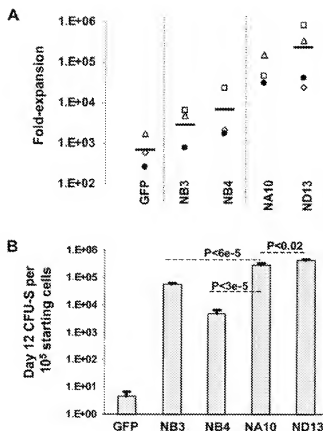 A
Fold-expansion
1.E+06
1.E+05
1.E+04
1.E+03
1.E+02
GFP
NB3
NB4
NA10
ND13
B
Day 12 CFU-S per
10⁵ starting cells
1.E+06
1.E+05
1.E+04
1.E+03
1.E+02
1.E+01
1.E+00
P<6e-5
P<0.02
P<3e-5
GFP NB3 NB4 NA10 ND13